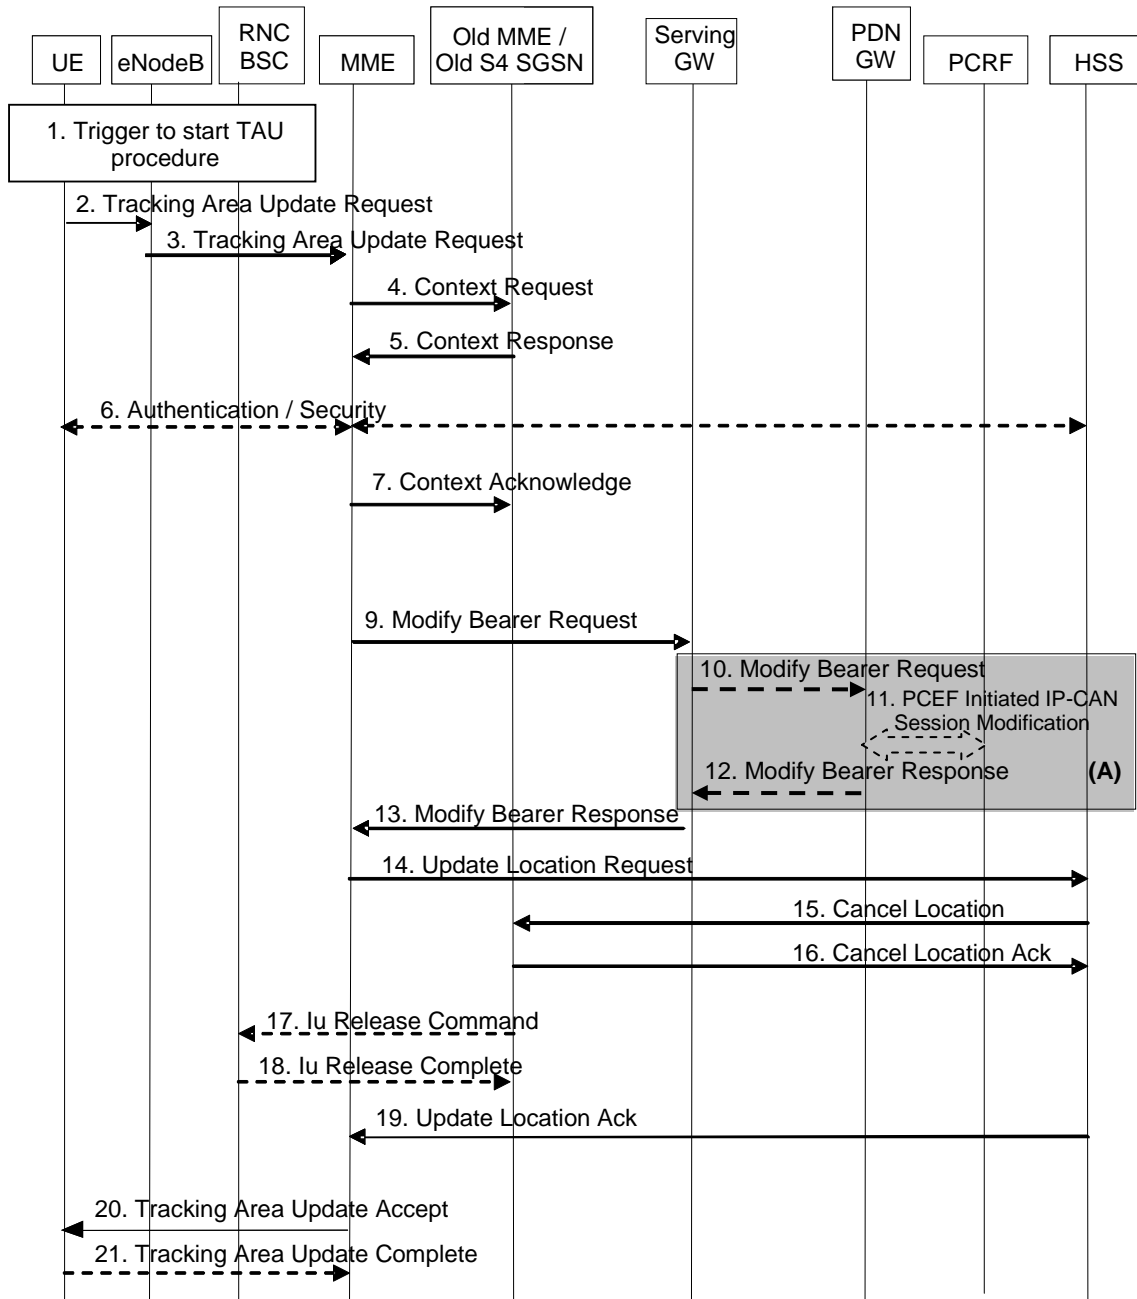 UE
eNodeB
RNC
BSC
MME
Old MME /
Old S4 SGSN
Serving
GW
PDN
GW
PCRF
HSS
1. Trigger to start TAU
procedure
2. Tracking Area Update Request
3. Tracking Area Update Request
4. Context Request
5. Context Response
6. Authentication / Security
7. Context Acknowledge
9. Modify Bearer Request
10. Modify Bearer Request
11. PCEF Initiated IP-CAN
Session Modification
12. Modify Bearer Response
(A)
13. Modify Bearer Response
14. Update Location Request
15. Cancel Location
16. Cancel Location Ack
17. Iu Release Command
18. Iu Release Complete
19. Update Location Ack
20. Tracking Area Update Accept
21. Tracking Area Update Complete